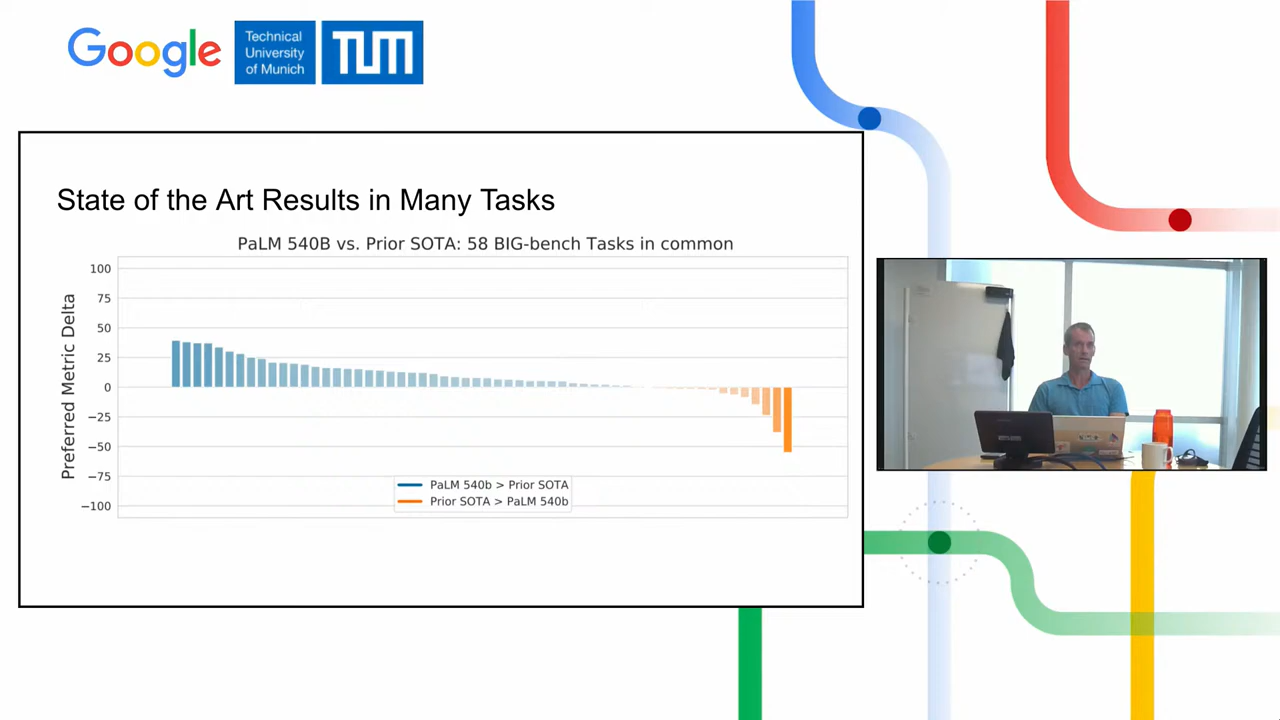 Google
Technical
University
of Munich
TUM
State of the Art Results in Many Tasks
PaLM 540B vs. Prior SOTA: 58 BIG-bench Tasks in common
Preferred Metric Delta
100
75
50
25
0
−25
−50
−75
−100
PaLM 540b > Prior SOTA
Prior SOTA > PaLM 540b